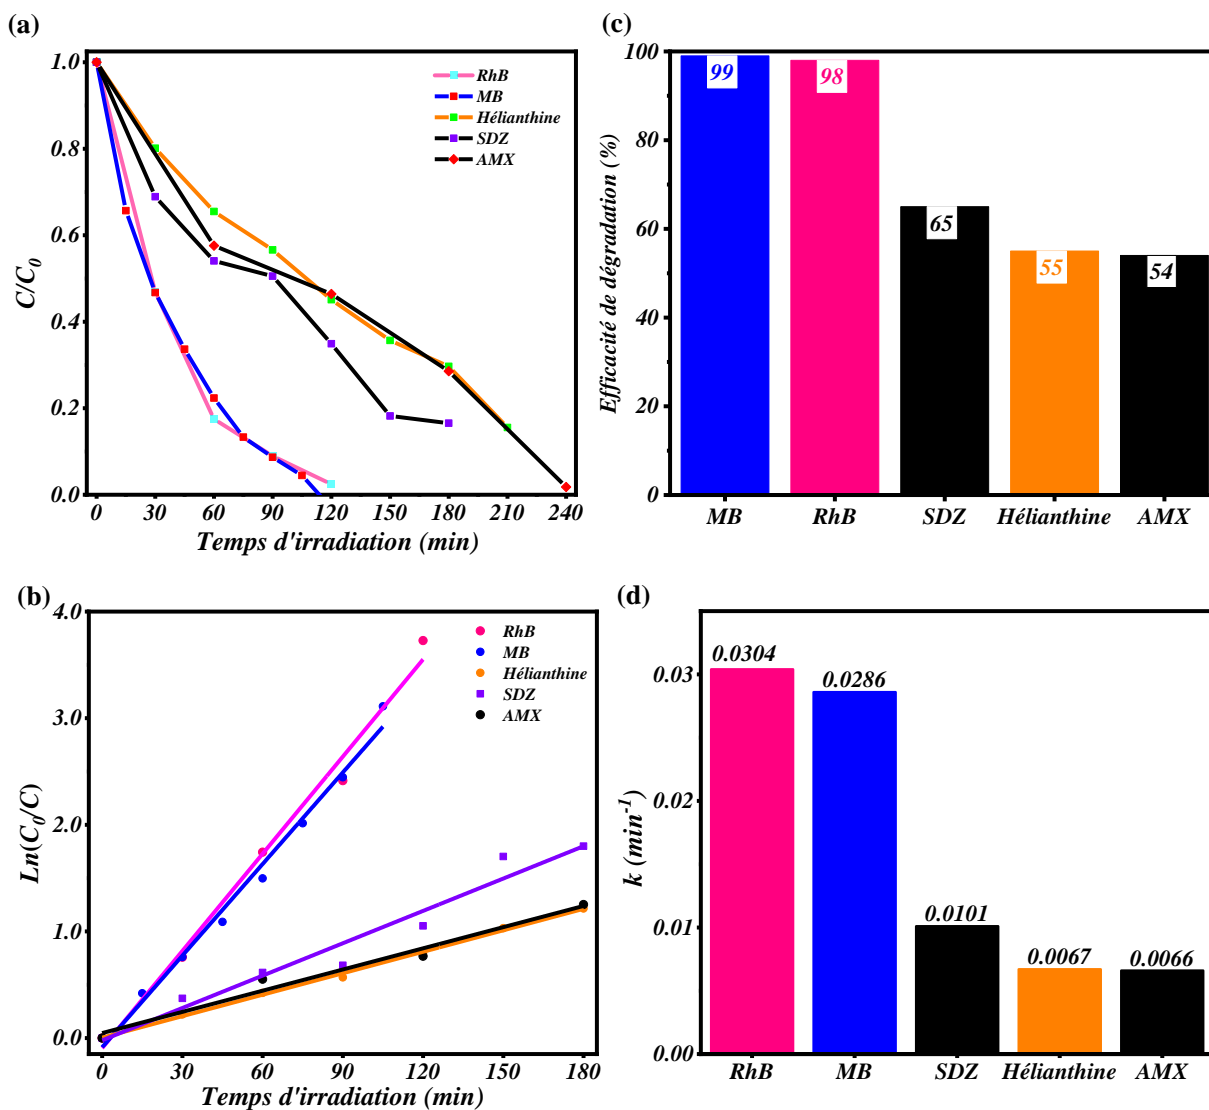 (a)
1.0
0.8
0.6
0.4
0.2
0.0
C/C0
0 30 60 90 120 150 180 210 240
Temps d'irradiation (min)
RhB
MB
Hélianthine
SDZ
AMX
(c)
100
80
60
40
20
0
Efficacité de dégradation (%)
99
98
65
55
54
MB RhB SDZ Hélianthine AMX
(b)
4.0
3.0
2.0
1.0
0.0
Ln(C0/C)
0 30 60 90 120 150 180
Temps d'irradiation (min)
RhB
MB
Hélianthine
SDZ
AMX
(d)
0.03
0.02
0.01
0.00
k (min-1)
0.0304
0.0286
0.0101
0.0067
0.0066
RhB MB SDZ Hélianthine AMX